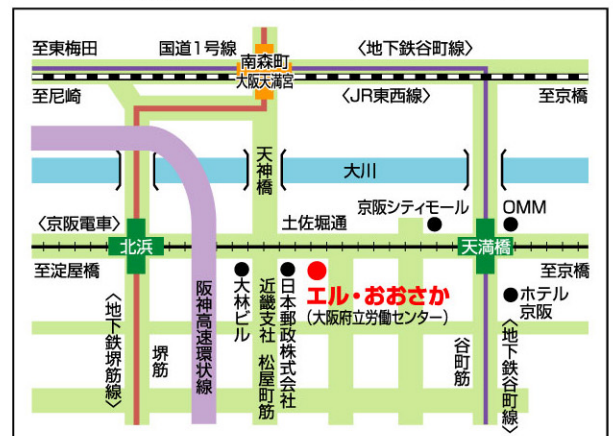 国道1号線
〈地下鉄谷町線〉
至東梅田
南森町
大阪天満宮
至尼崎
〈JR東西線〉
至京橋
天神橋
大川
京阪シティモール
OMM
〈京阪電車〉
土佐堀通
北浜
天満橋
至淀屋橋
至京橋
エル・おおさか
(大阪府立労働センター)
ホテル
京阪
大林ビル
日本郵政株式会社
近畿支社
松屋町筋
阪神高速環状線
〈地下鉄堺筋線〉
堺筋
谷町筋
〈地下鉄谷町線〉